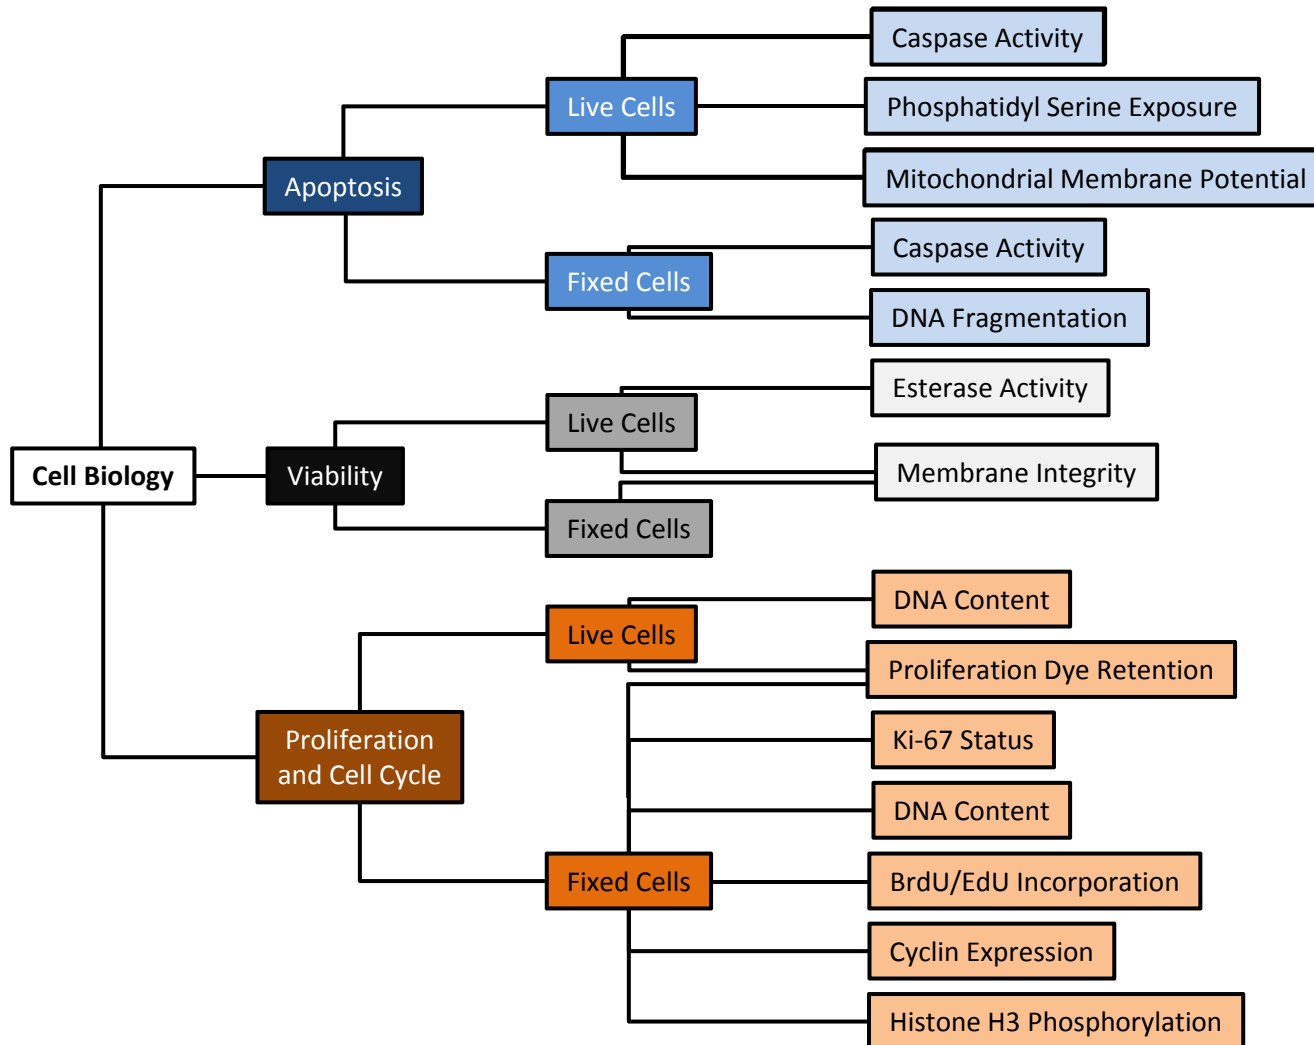 Cell Biology
Apoptosis
Live Cells
Caspase Activity
Phosphatidyl Serine Exposure
Mitochondrial Membrane Potential
Fixed Cells
Caspase Activity
DNA Fragmentation
Viability
Live Cells
Esterase Activity
Membrane Integrity
Fixed Cells
Proliferation
and Cell Cycle
Live Cells
DNA Content
Proliferation Dye Retention
Fixed Cells
Ki-67 Status
DNA Content
BrdU/EdU Incorporation
Cyclin Expression
Histone H3 Phosphorylation